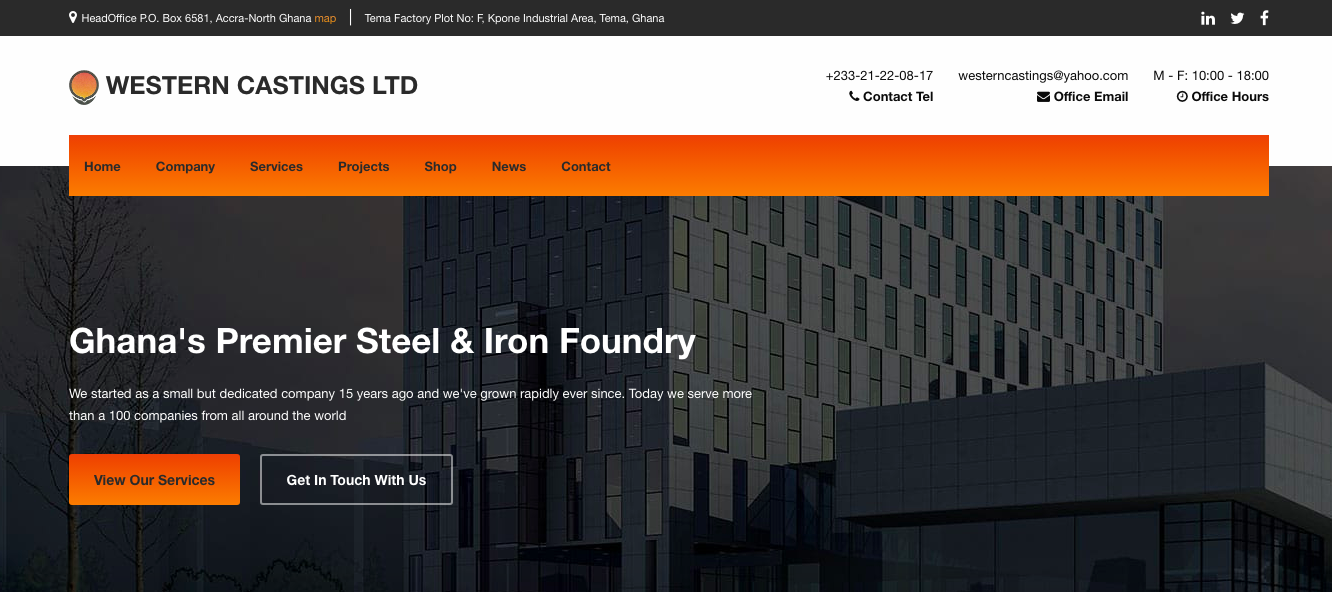 HeadOffice P.O. Box 6581, Accra-North Ghana map
Tema Factory Plot No: F, Kpone Industrial Area, Tema, Ghana
WESTERN CASTINGS LTD
+233-21-22-08-17
Contact Tel
westerncastings@yahoo.com
Office Email
M - F: 10:00 - 18:00
Office Hours
Home Company Services Projects Shop News Contact
Ghana's Premier Steel & Iron Foundry
We started as a small but dedicated company 15 years ago and we've grown rapidly ever since. Today we serve more
than a 100 companies from all around the world
View Our Services
Get In Touch With Us